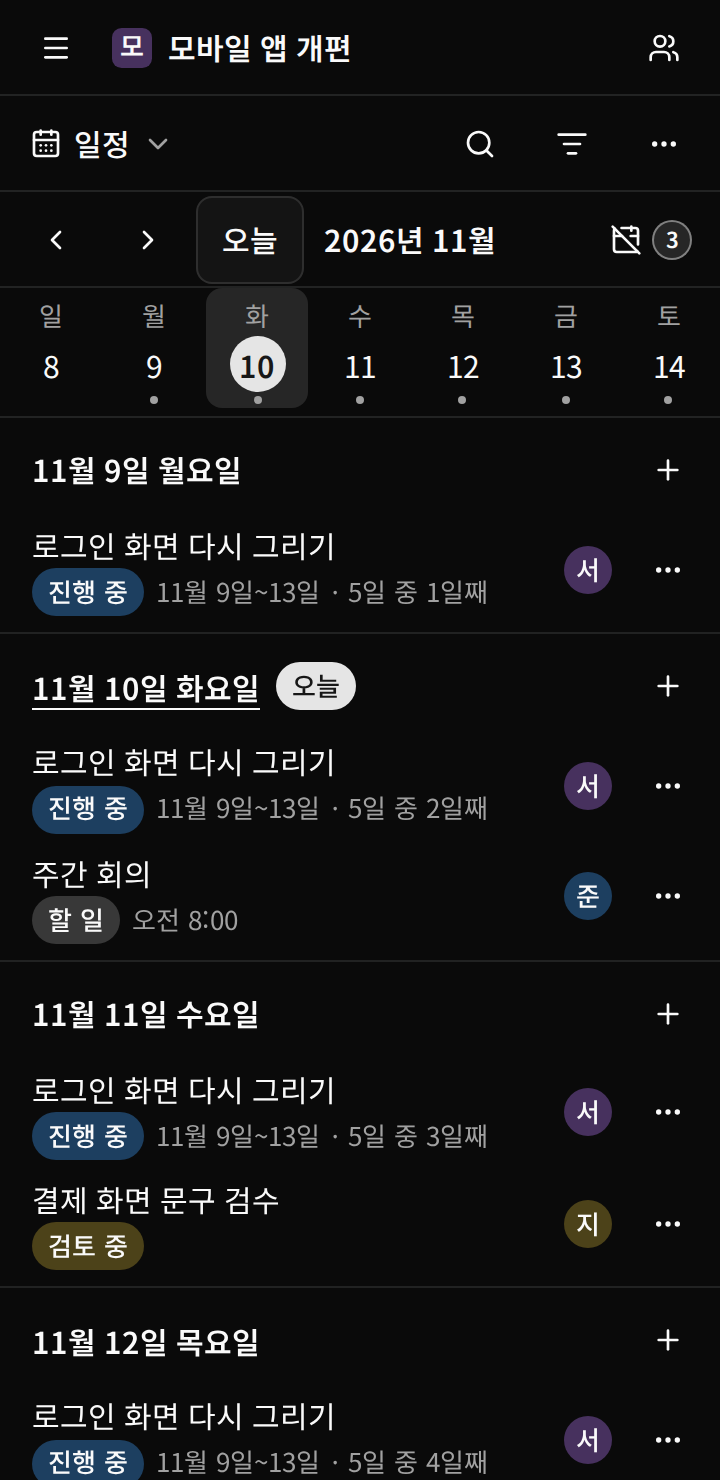 모 모바일 앱 개편
일정
오늘 2026년 11월 3
일 월 화 수 목 금 토
8 9 10 11 12 13 14
11월 9일 월요일
로그인 화면 다시 그리기
진행 중 11월 9일~13일 · 5일 중 1일째
서
11월 10일 화요일 오늘
로그인 화면 다시 그리기
진행 중 11월 9일~13일 · 5일 중 2일째
서
주간 회의
할 일 오전 8:00
준
11월 11일 수요일
로그인 화면 다시 그리기
진행 중 11월 9일~13일 · 5일 중 3일째
서
결제 화면 문구 검수
검토 중
지
11월 12일 목요일
로그인 화면 다시 그리기
진행 중 11월 9일~13일 · 5일 중 4일째
서